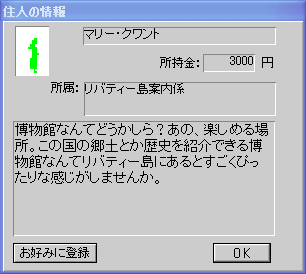 住人の情報
マリー・クワント
所持金: 3000 円
所属: リバティー島案内係
博物館なんてどうかしら？あの、楽しめる場
所。この国の郷土とか歴史を紹介できる博
物館なんてリバティー島にあるとすごくぴっ
たりな感じがしませんか。
お好みに登録
OK